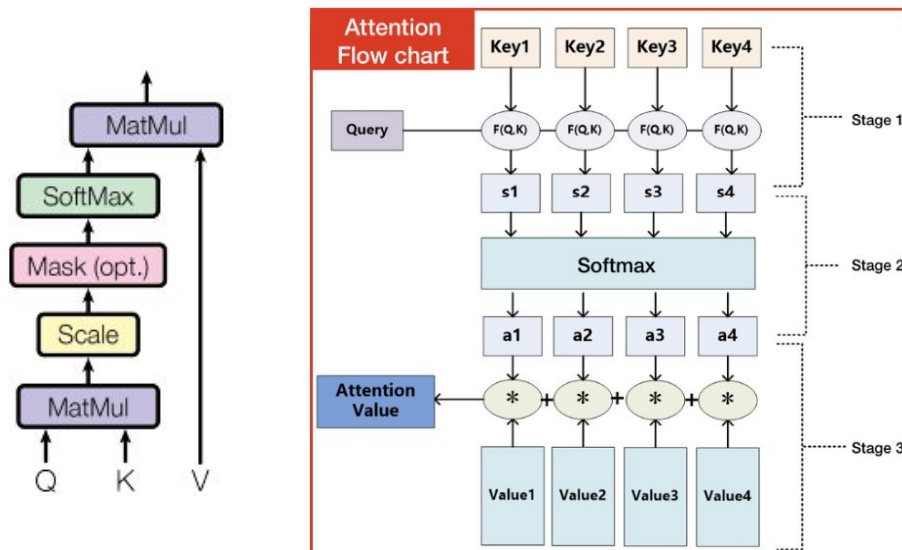 MatMul
SoftMax
Mask (opt.)
Scale
MatMul
Q K V
Attention
Flow chart
Key1 Key2 Key3 Key4
Query
F(Q,K) F(Q,K) F(Q,K) F(Q,K)
Stage 1
s1 s2 s3 s4
Softmax
Stage 2
a1 a2 a3 a4
Attention
Value
* + * + * + *
Stage 3
Value1 Value2 Value3 Value4